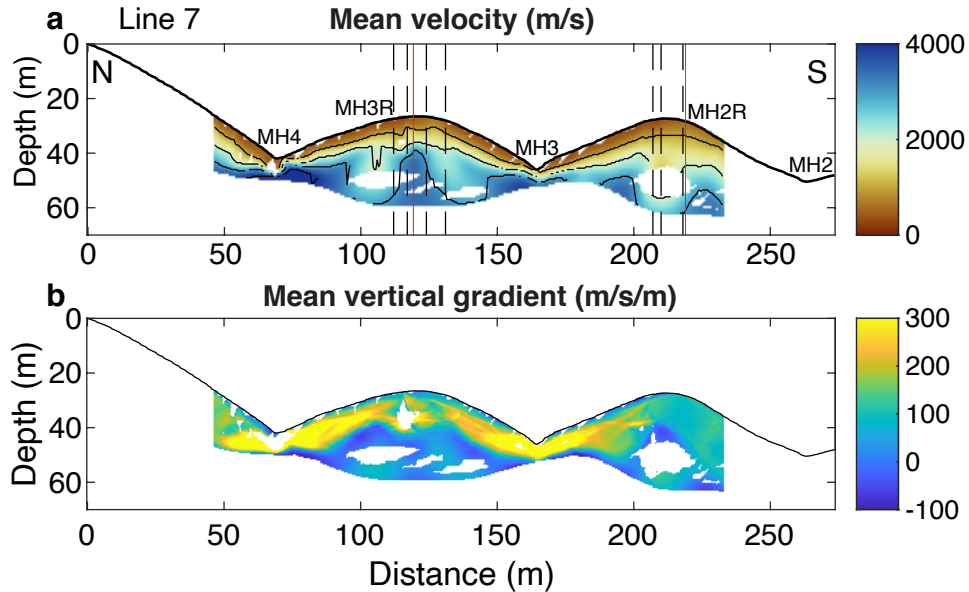 a Line 7 Mean velocity (m/s)
0
20
40
60
Depth (m)
N
S
MH4
MH3R
MH3
MH2R
MH2
0 50 100 150 200 250
4000
2000
0
b Mean vertical gradient (m/s/m)
0
20
40
60
Depth (m)
0 50 100 150 200 250
Distance (m)
300
200
100
0
-100